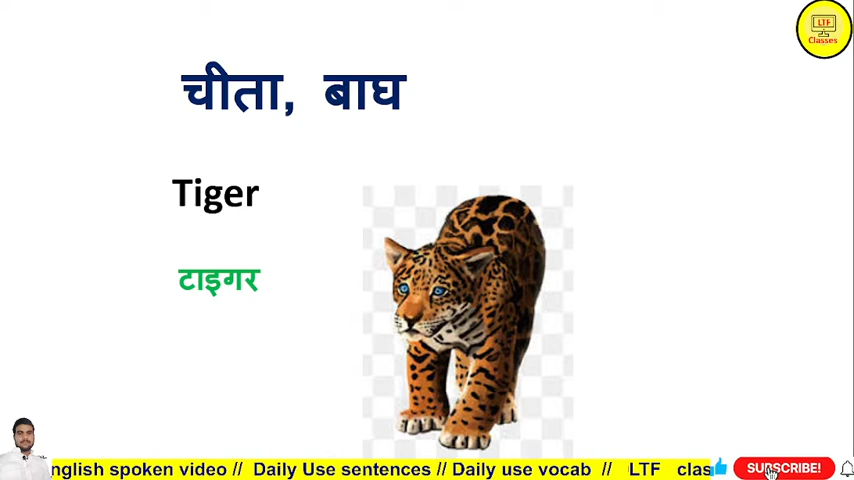 LTF
Classes
चीता, बाघ
Tiger
टाइगर
nglish spoken video // Daily Use sentences // Daily use vocab // LTF clas
SUBSCRIBE!